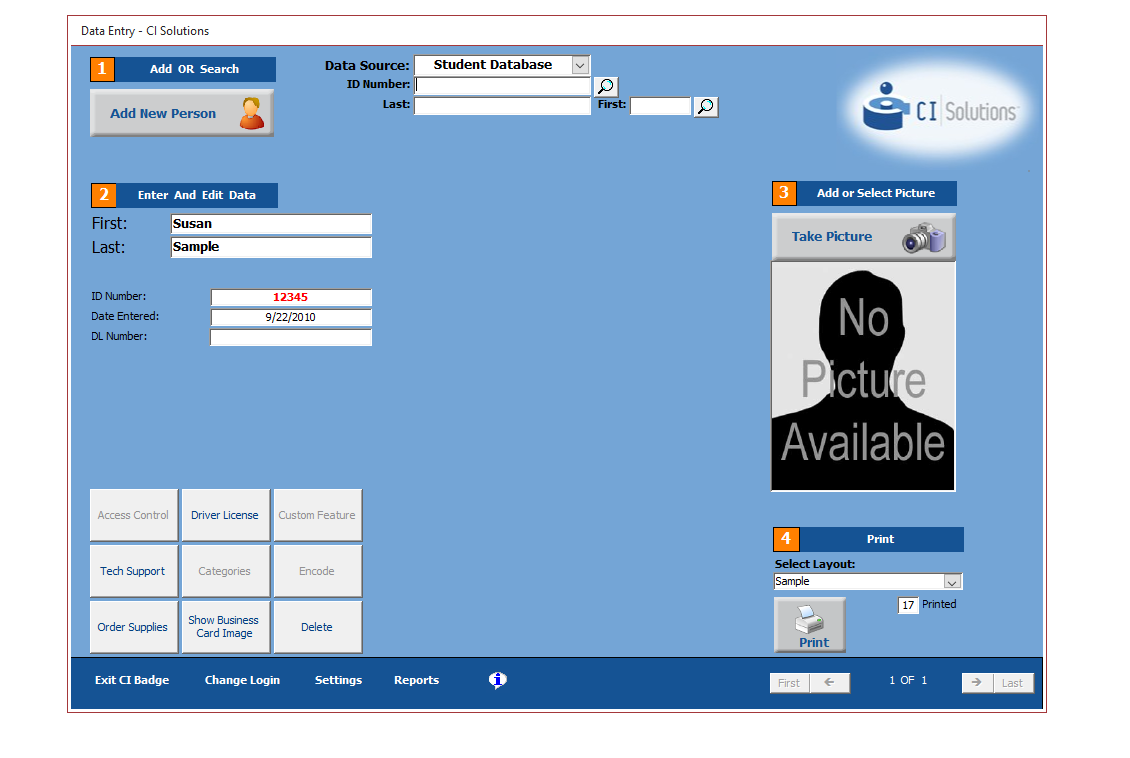 Data Entry - CI Solutions
1 Add OR Search
Add New Person
Data Source: Student Database
ID Number:
Last: First:
CI Solutions
2 Enter And Edit Data
First: Susan
Last: Sample
ID Number: 12345
Date Entered: 9/22/2010
DL Number:
3 Add or Select Picture
Take Picture
No
Picture
Available
Access Control Driver License Custom Feature
Tech Support Categories Encode
Order Supplies Show Business
Card Image Delete
4 Print
Select Layout:
Sample
17 Printed
Print
Exit CI Badge Change Login Settings Reports
First 1 OF 1 Last